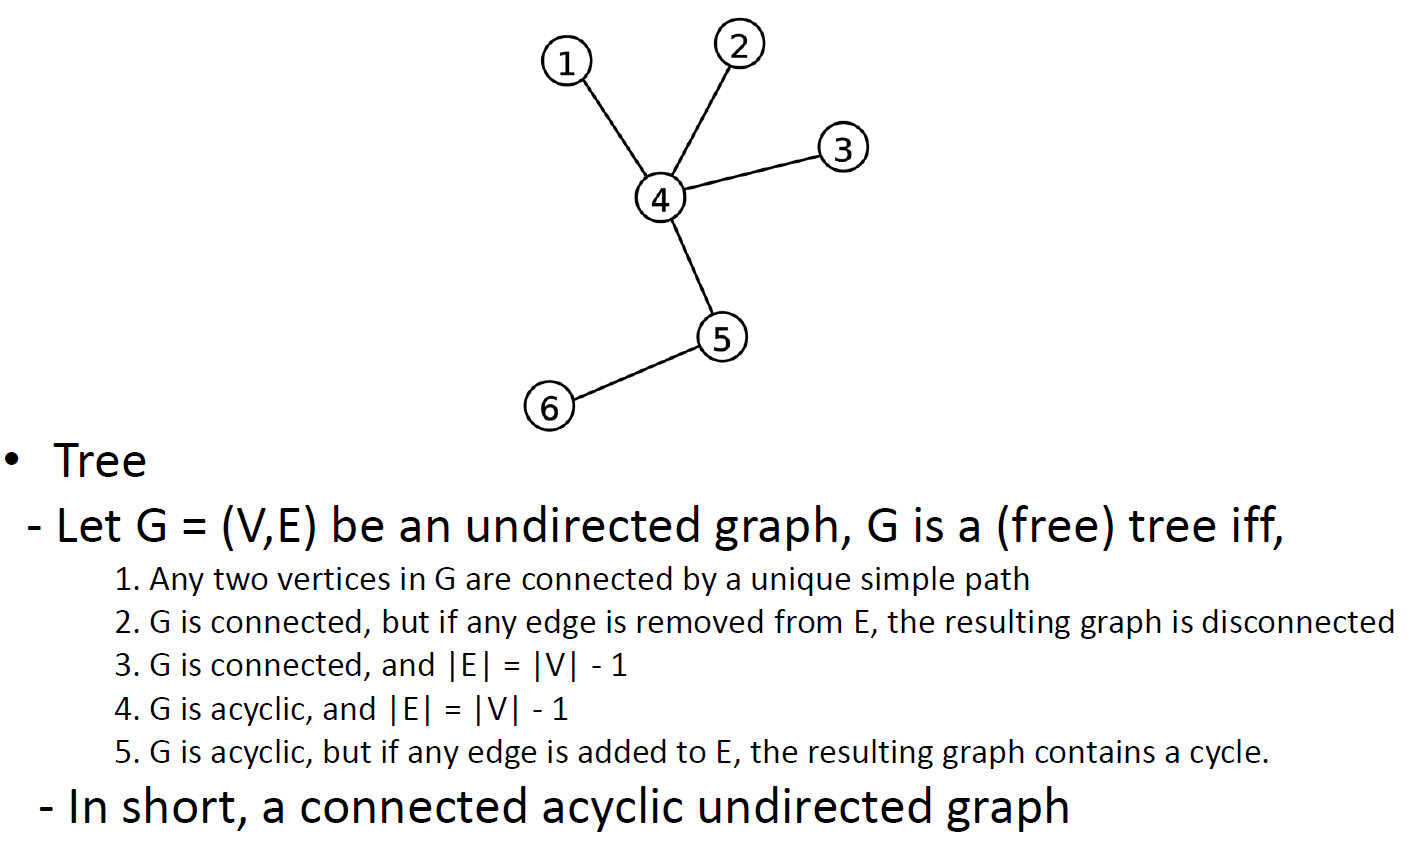 1
2
3
4
5
6
• Tree
- Let G = (V,E) be an undirected graph, G is a (free) tree iff,
1. Any two vertices in G are connected by a unique simple path
2. G is connected, but if any edge is removed from E, the resulting graph is disconnected
3. G is connected, and |E| = |V| - 1
4. G is acyclic, and |E| = |V| - 1
5. G is acyclic, but if any edge is added to E, the resulting graph contains a cycle.
- In short, a connected acyclic undirected graph